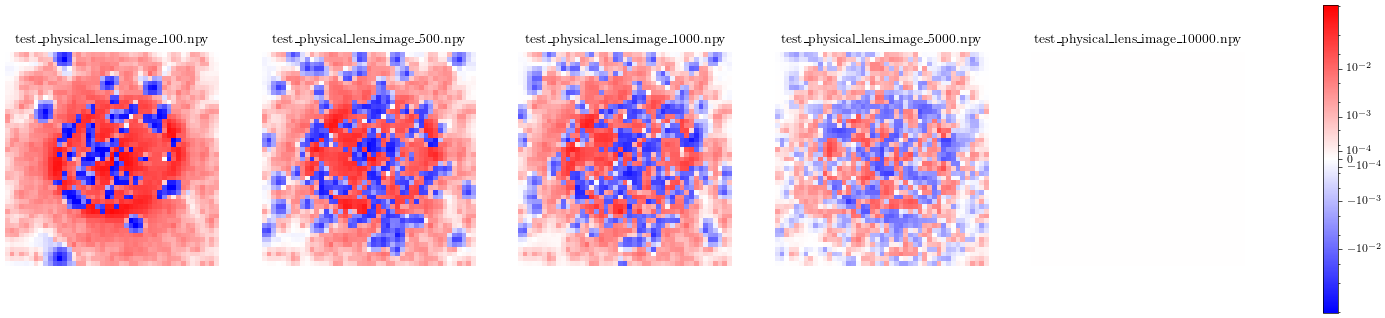 test_physical_lens_image_100.npy
test_physical_lens_image_500.npy
test_physical_lens_image_1000.npy
test_physical_lens_image_5000.npy
test_physical_lens_image_10000.npy
10⁻²
10⁻³
10⁻⁴
0
−10⁻⁴
−10⁻³
−10⁻²